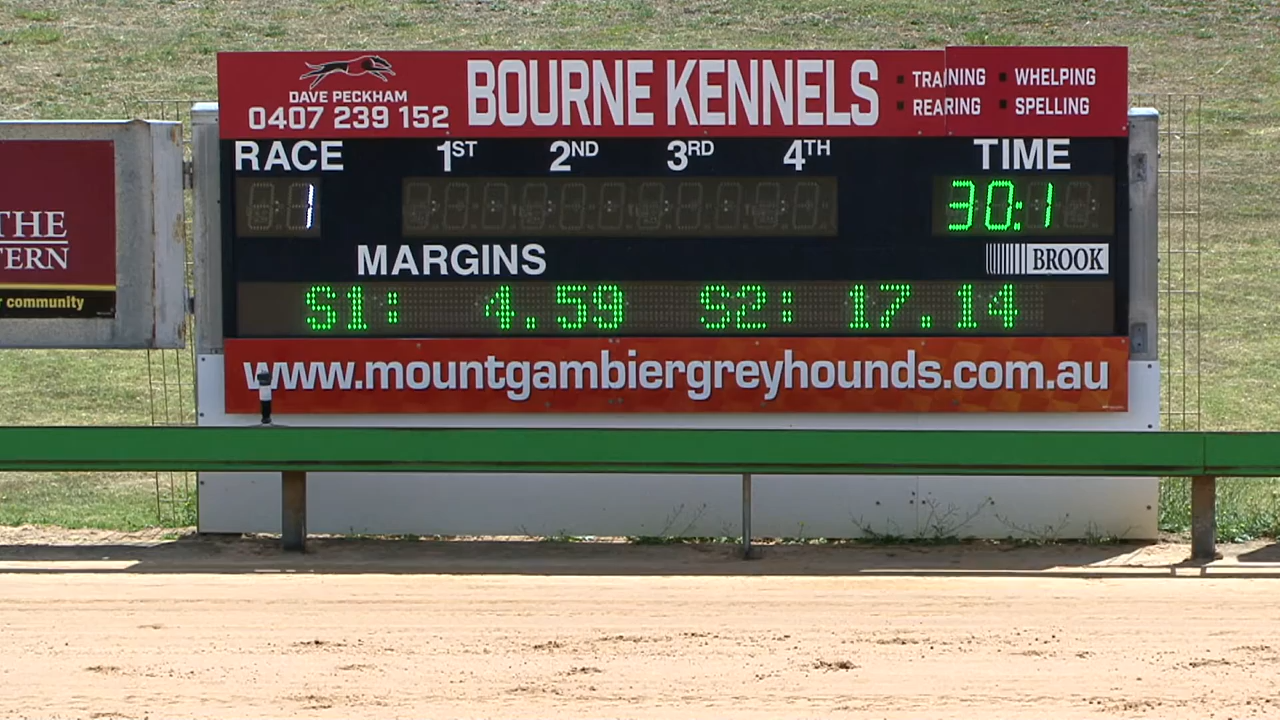 DAVE PECKHAM
0407 239 152
BOURNE KENNELS
TRAINING
WHELPING
REARING
SPELLING
RACE 1ST 2ND 3RD 4TH TIME
1 30:1
MARGINS
BROOK
S1: 4.59 S2: 17.14
www.mountgambiergreyhounds.com.au
THE
TERN
r community